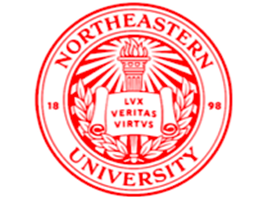 NORTHEASTERN
18 98
LVX
VERITAS
VIRTVS
UNIVERSITY